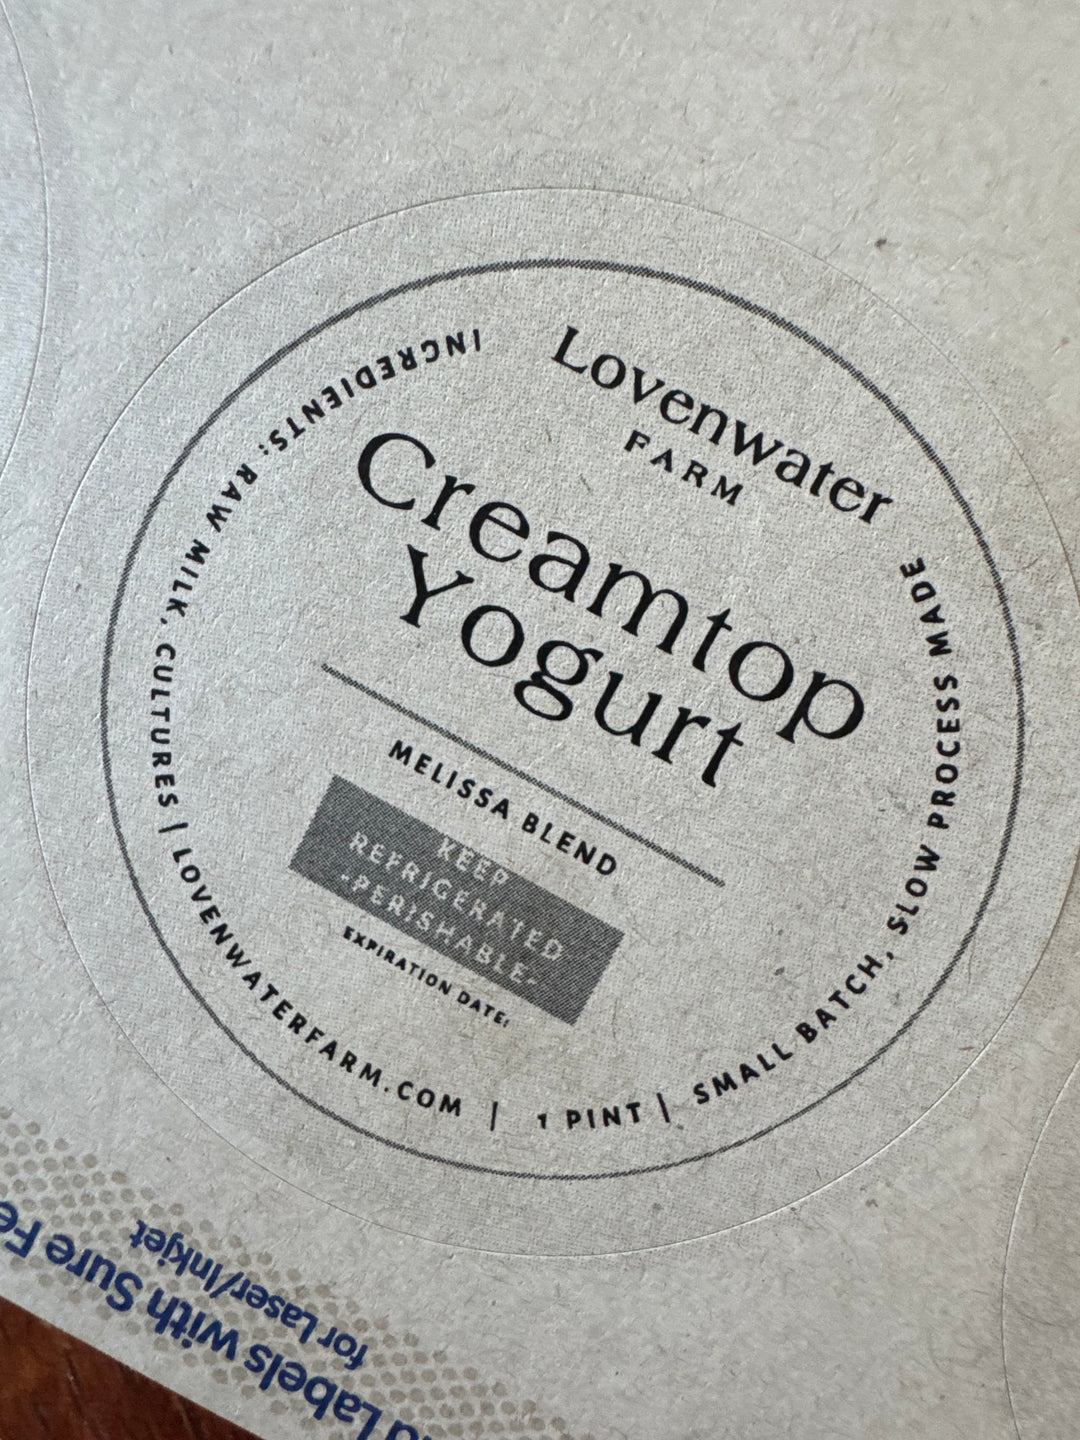 Lovenwater
FARM
Creamtop
Yogurt
MELISSA BLEND
KEEP
REFRIGERATED
-PERISHABLE-
EXPIRATION DATE:
INGREDIENTS: RAW MILK, CULTURES | LOVENWATERFARM.COM | 1 PINT | SMALL BATCH, SLOW PROCESS MADE
Labels with Sure
for Laser/Inkjet